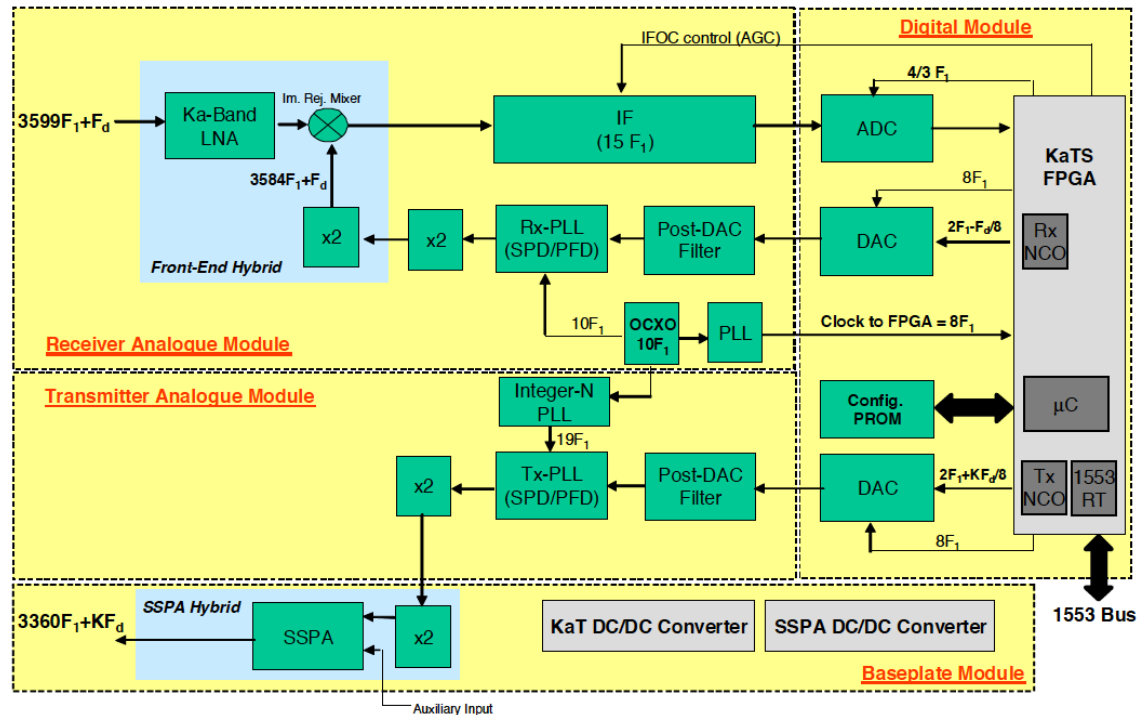 IFOC control (AGC)
Digital Module
4/3 F₁
Im. Rej. Mixer
3599F₁+F_d
Ka-Band
LNA
IF
(15 F₁)
ADC
KaTS
FPGA
3584F₁+F_d
8F₁
x2
x2
Rx-PLL
(SPD/PFD)
Post-DAC
Filter
DAC
2F₁-F_d/8
Rx
NCO
Front-End Hybrid
10F₁
OCXO
10F₁
PLL
Clock to FPGA = 8F₁
Receiver Analogue Module
Transmitter Analogue Module
Integer-N
PLL
Config.
PROM
µC
19F₁
x2
Tx-PLL
(SPD/PFD)
Post-DAC
Filter
DAC
2F₁+KF_d/8
Tx
NCO
1553
RT
8F₁
SSPA Hybrid
3360F₁+KF_d
SSPA
x2
KaT DC/DC Converter
SSPA DC/DC Converter
1553 Bus
Baseplate Module
Auxiliary Input